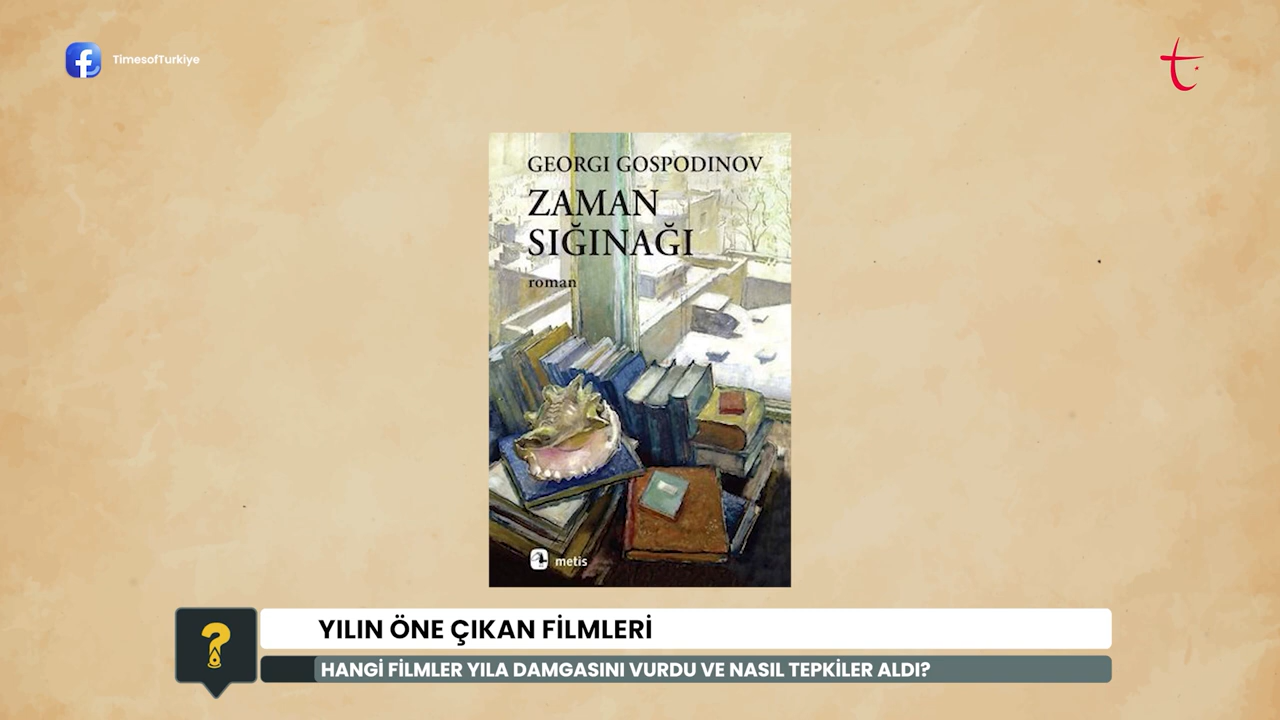 TimesofTurkiye
GEORGI GOSPODINOV
ZAMAN
SIĞINAĞI
roman
metis
YILIN ÖNE ÇIKAN FİLMLERİ
HANGİ FİLMLER YILA DAMGASINI VURDU VE NASIL TEPKİLER ALDI?